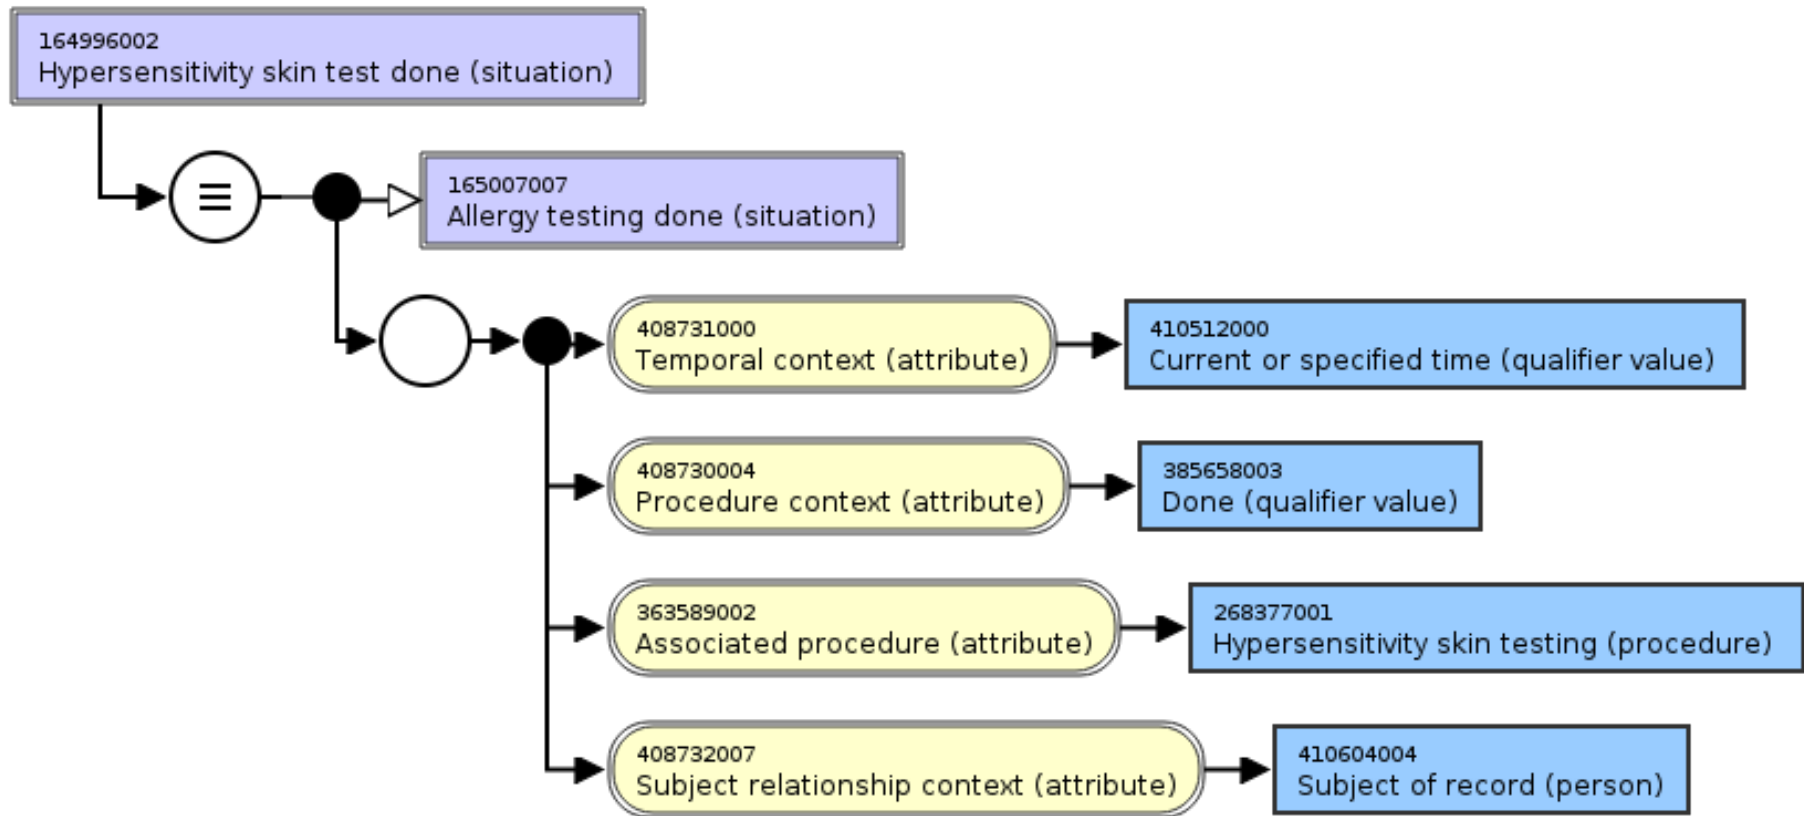 164996002
Hypersensitivity skin test done (situation)
165007007
Allergy testing done (situation)
408731000
Temporal context (attribute)
410512000
Current or specified time (qualifier value)
408730004
Procedure context (attribute)
385658003
Done (qualifier value)
363589002
Associated procedure (attribute)
268377001
Hypersensitivity skin testing (procedure)
408732007
Subject relationship context (attribute)
410604004
Subject of record (person)